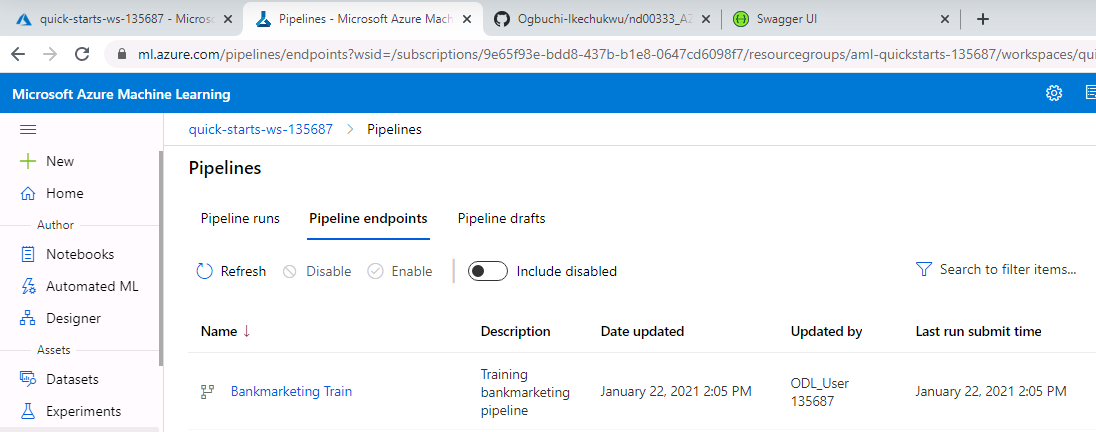 quick-starts-ws-135687 - Microso
Pipelines - Microsoft Azure Mach
Ogbuchi-Ikechukwu/nd00333_AZ
Swagger UI
ml.azure.com/pipelines/endpoints?wsid=/subscriptions/9e65f93e-bdd8-437b-b1e8-0647cd6098f7/resourcegroups/aml-quickstarts-135687/workspaces/qui
Microsoft Azure Machine Learning
quick-starts-ws-135687 > Pipelines
New
Home
Author
Notebooks
Automated ML
Designer
Assets
Datasets
Experiments
Pipelines
Pipeline runs Pipeline endpoints Pipeline drafts
Refresh Disable Enable Include disabled Search to filter items...
Name ↓ Description Date updated Updated by Last run submit time
Bankmarketing Train
Training
bankmarketing
pipeline
January 22, 2021 2:05 PM
ODL_User
135687
January 22, 2021 2:05 PM